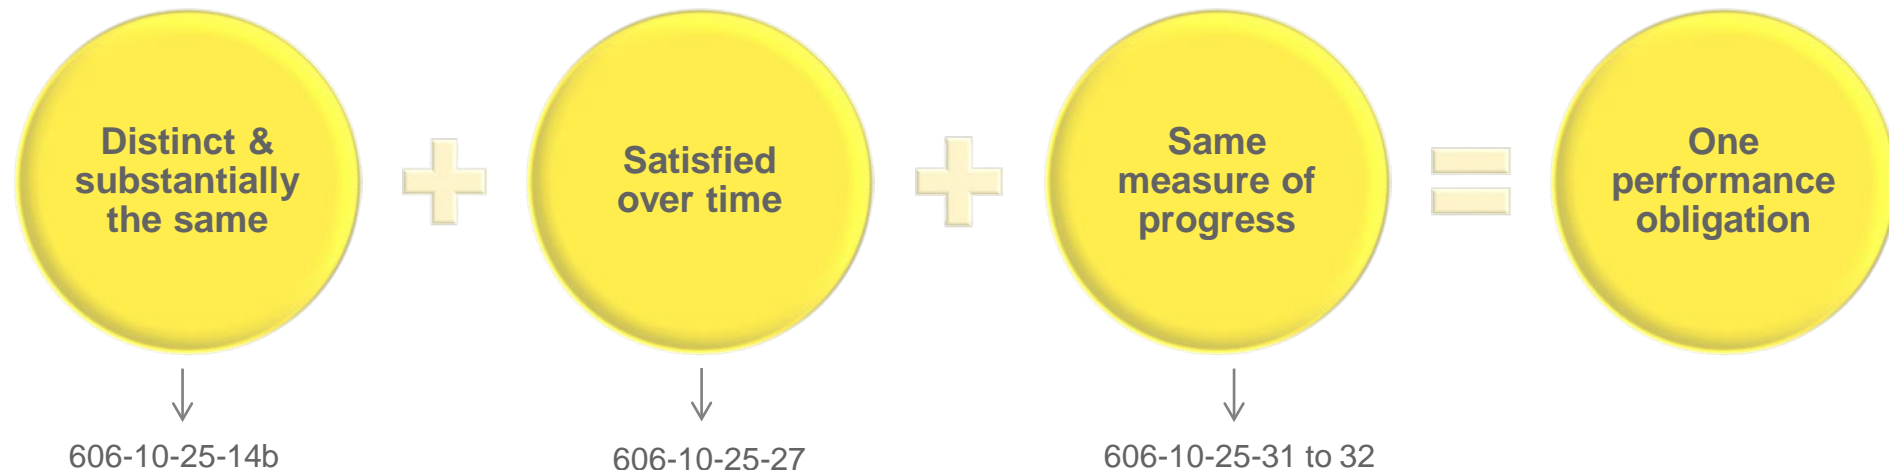 Distinct &
substantially
the same
Satisfied
over time
Same
measure of
progress
One
performance
obligation
606-10-25-14b
606-10-25-27
606-10-25-31 to 32